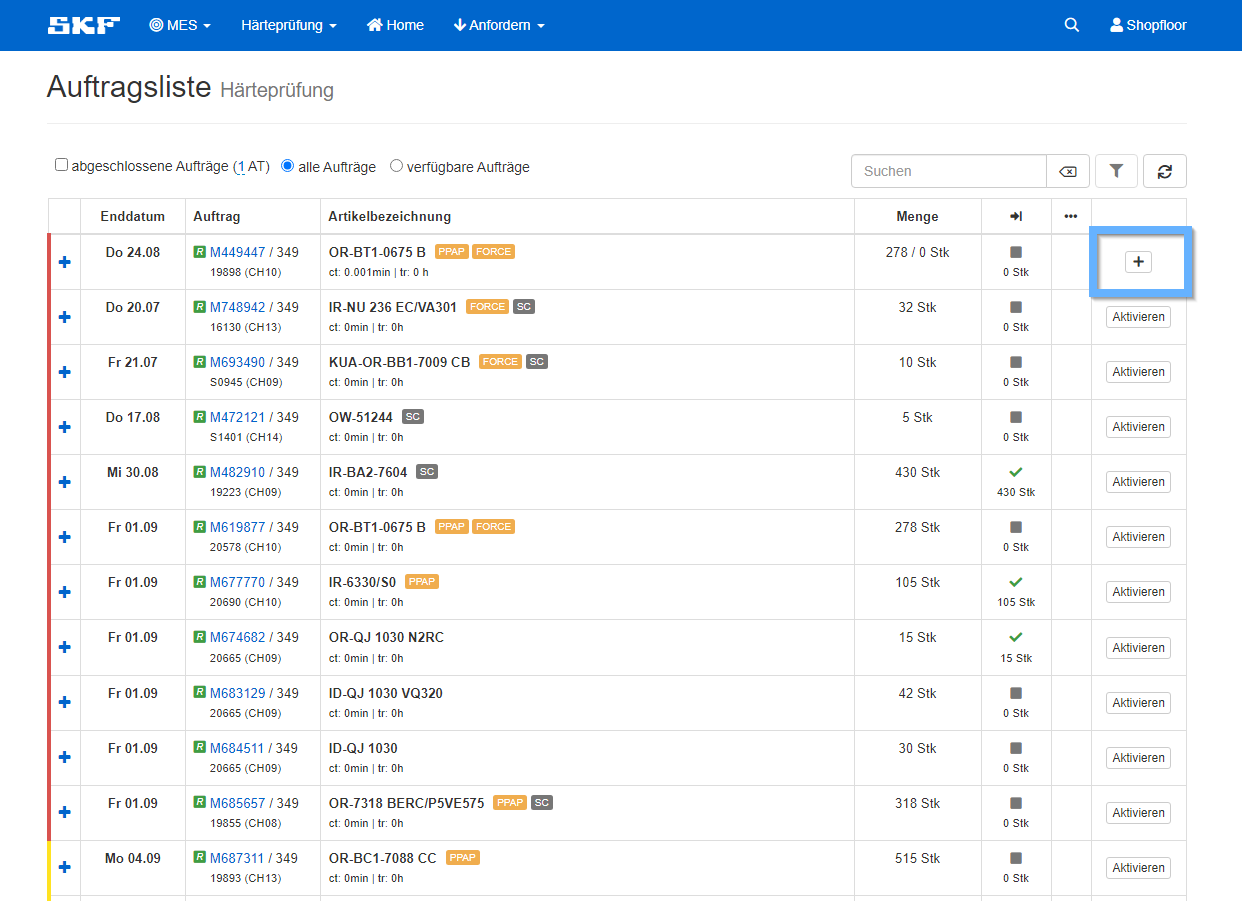 SKF MES Härteprüfung Home Anfordern Shopfloor
Auftragsliste Härteprüfung
abgeschlossene Aufträge (1 AT) alle Aufträge verfügbare Aufträge Suchen
Enddatum Auftrag Artikelbezeichnung Menge
Do 24.08 R M449447 / 349 OR-BT1-0675 B PPAP FORCE 278 / 0 Stk
19898 (CH10) ct: 0.001min | tr: 0 h 0 Stk
+
Do 20.07 R M748942 / 349 IR-NU 236 EC/VA301 FORCE SC 32 Stk
16130 (CH13) ct: 0min | tr: 0h 0 Stk
Aktivieren
Fr 21.07 R M693490 / 349 KUA-OR-BB1-7009 CB FORCE SC 10 Stk
S0945 (CH09) ct: 0min | tr: 0h 0 Stk
Aktivieren
Do 17.08 R M472121 / 349 OW-51244 SC 5 Stk
S1401 (CH14) ct: 0min | tr: 0h 0 Stk
Aktivieren
Mi 30.08 R M482910 / 349 IR-BA2-7604 SC 430 Stk
19223 (CH09) ct: 0min | tr: 0h 430 Stk
Aktivieren
Fr 01.09 R M619877 / 349 OR-BT1-0675 B PPAP FORCE 278 Stk
20578 (CH10) ct: 0min | tr: 0h 0 Stk
Aktivieren
Fr 01.09 R M677770 / 349 IR-6330/S0 PPAP 105 Stk
20690 (CH10) ct: 0min | tr: 0h 105 Stk
Aktivieren
Fr 01.09 R M674682 / 349 OR-QJ 1030 N2RC 15 Stk
20665 (CH09) ct: 0min | tr: 0h 15 Stk
Aktivieren
Fr 01.09 R M683129 / 349 ID-QJ 1030 VQ320 42 Stk
20665 (CH09) ct: 0min | tr: 0h 0 Stk
Aktivieren
Fr 01.09 R M684511 / 349 ID-QJ 1030 30 Stk
20665 (CH09) ct: 0min | tr: 0h 0 Stk
Aktivieren
Fr 01.09 R M685657 / 349 OR-7318 BERC/P5VE575 PPAP SC 318 Stk
19855 (CH08) ct: 0min | tr: 0h 0 Stk
Aktivieren
Mo 04.09 R M687311 / 349 OR-BC1-7088 CC PPAP 515 Stk
19893 (CH13) ct: 0min | tr: 0h 0 Stk
Aktivieren